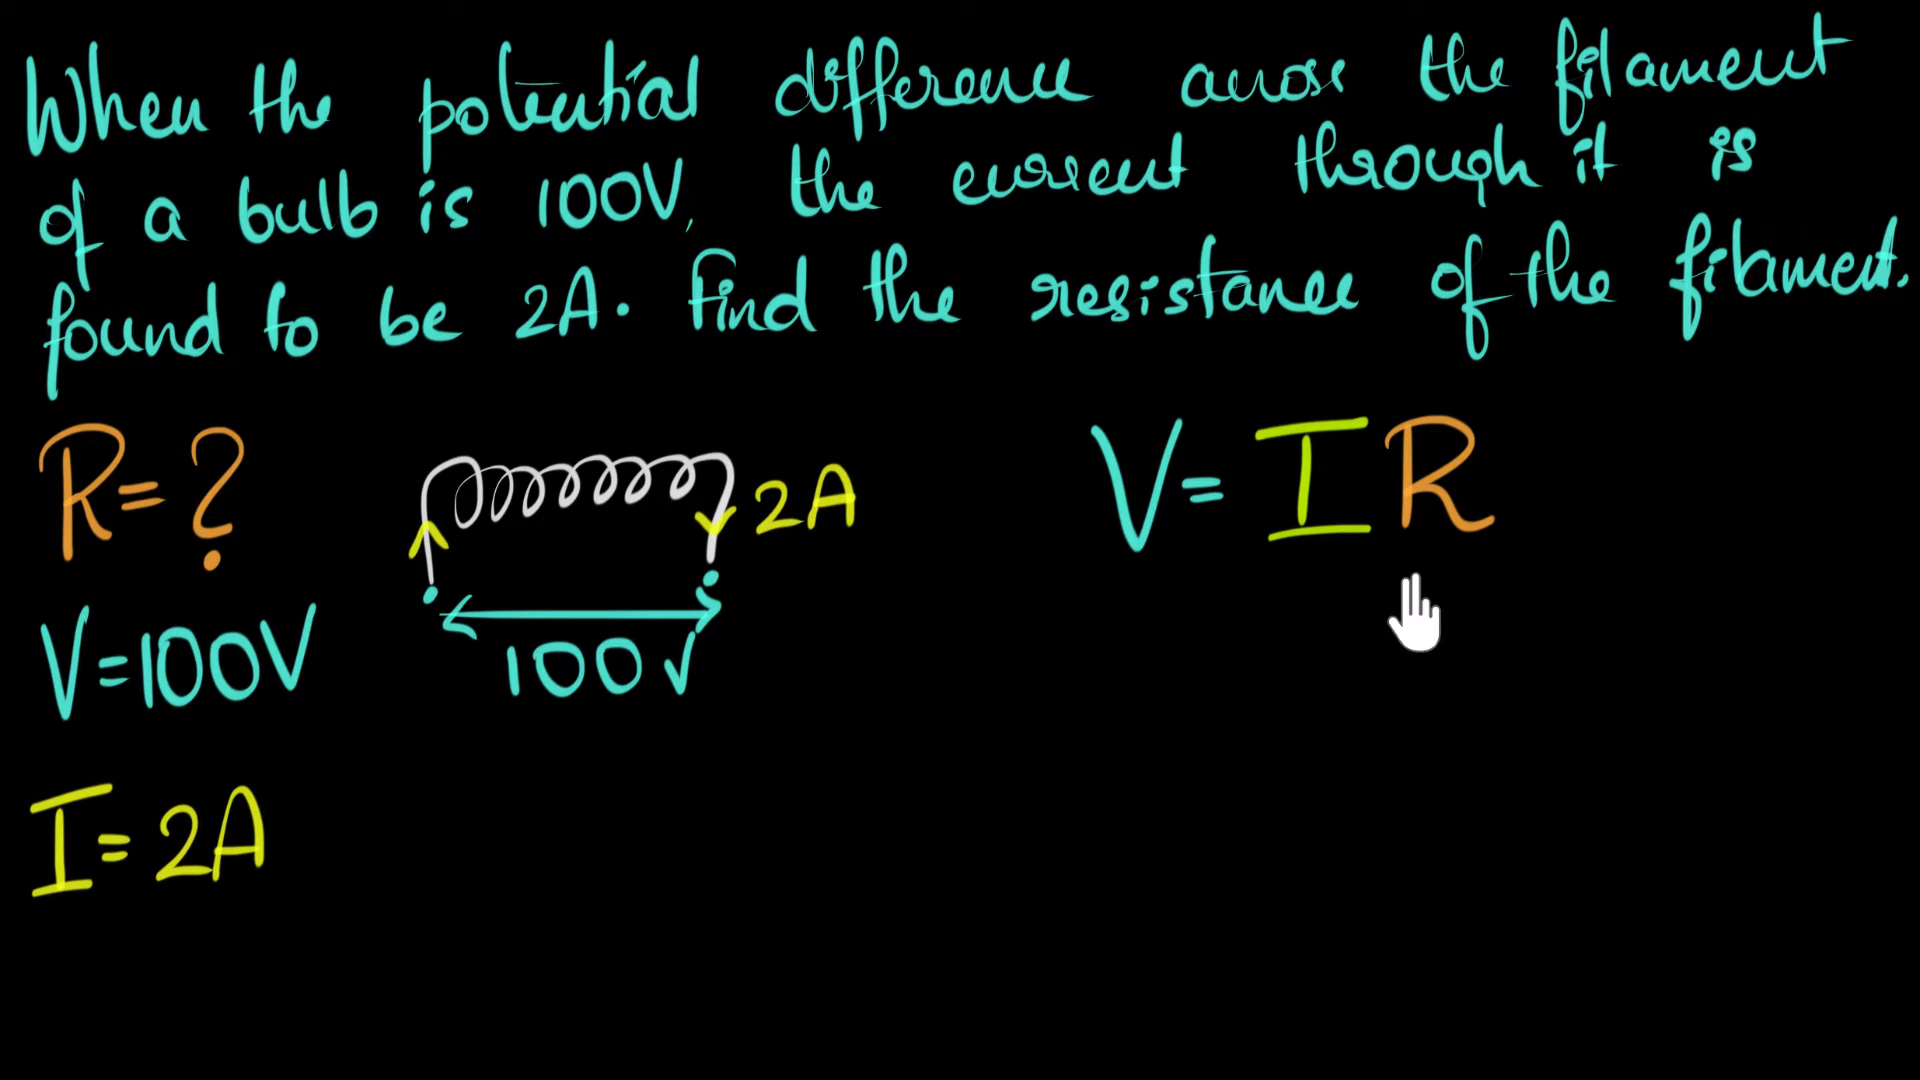 When the potential difference across the filament
of a bulb is 100V, the current through it is
found to be 2A. Find the resistance of the filament.
R=?
2A
V=IR
V=100V
100V
I=2A